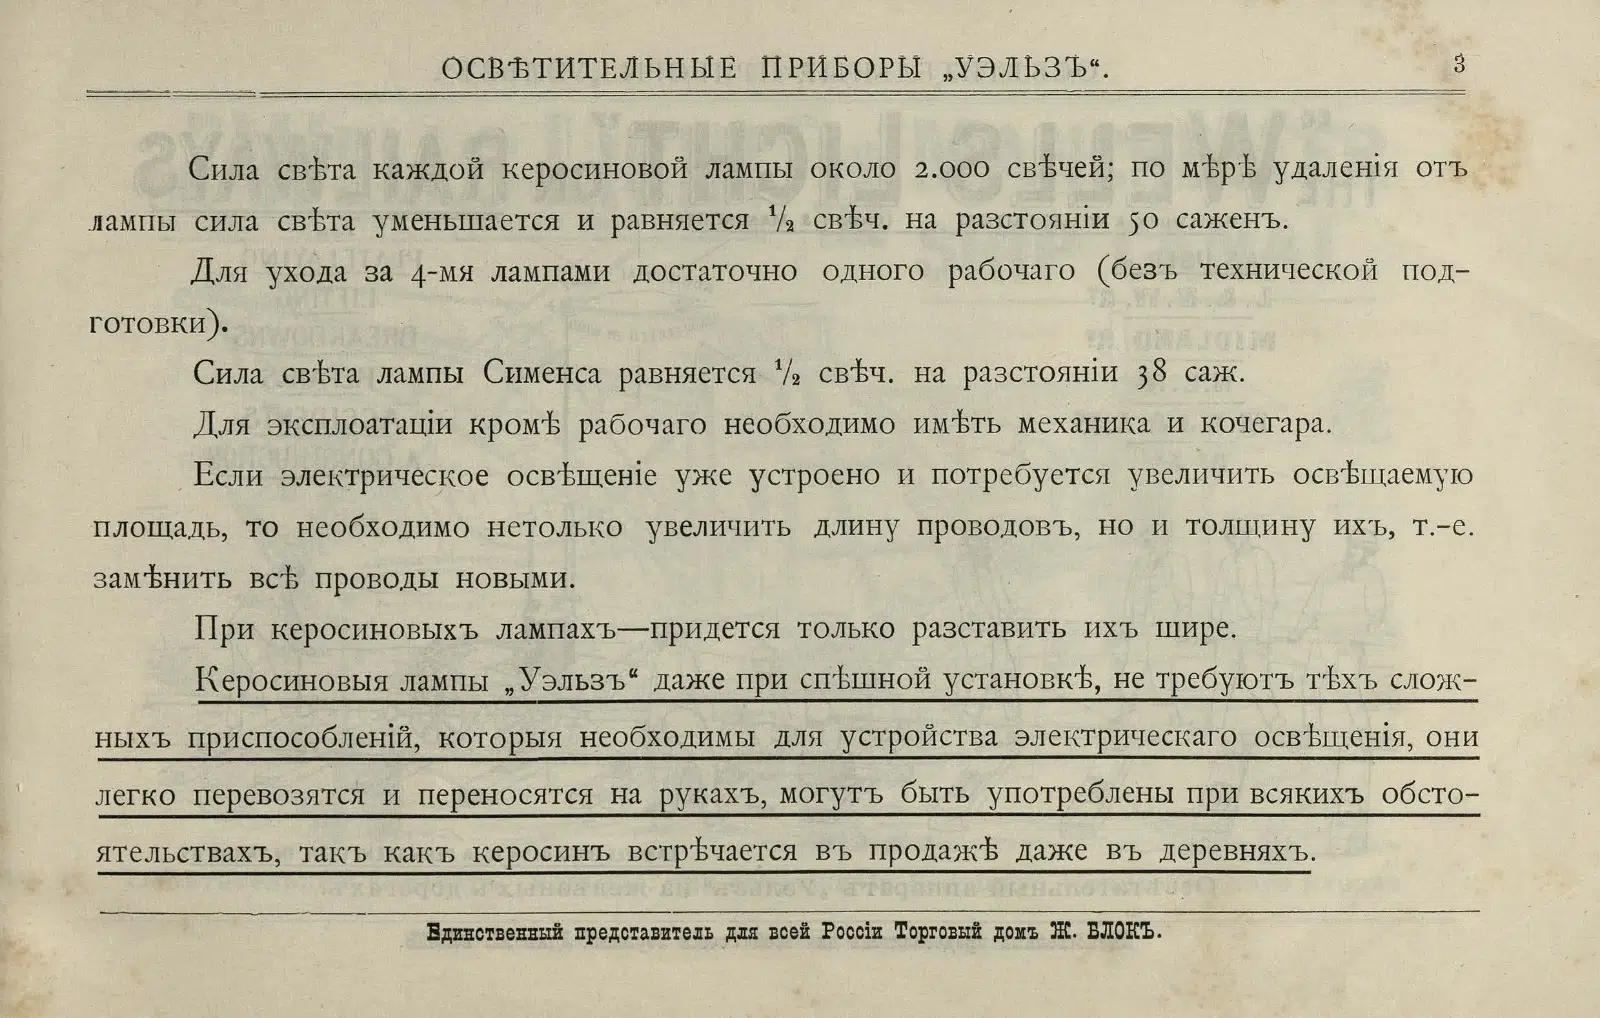 ОСВѢТИТЕЛЬНЫЕ ПРИБОРЫ „УЭЛЬЗЪ“. 3
Сила свѣта каждой керосиновой лампы около 2.000 свѣчей; по мѣрѣ удаленія отъ
лампы сила свѣта уменьшается и равняется ½ свѣч. на разстояніи 50 саженъ.
Для ухода за 4-мя лампами достаточно одного рабочаго (безъ технической под-
готовки).
Сила свѣта лампы Сименса равняется ½ свѣч. на разстояніи 38 саж.
Для эксплоатаціи кромѣ рабочаго необходимо имѣть механика и кочегара.
Если электрическое освѣщеніе уже устроено и потребуется увеличить освѣщаемую
площадь, то необходимо нетолько увеличить длину проводовъ, но и толщину ихъ, т.-е.
замѣнить всѣ проводы новыми.
При керосиновыхъ лампахъ—придется только разставить ихъ шире.
Керосиновыя лампы „Уэльзъ“ даже при спѣшной установкѣ, не требуютъ тѣхъ слож-
ныхъ приспособленій, которыя необходимы для устройства электрическаго освѣщенія, они
легко перевозятся и переносятся на рукахъ, могутъ быть употреблены при всякихъ обсто-
ятельствахъ, такъ какъ керосинъ встрѣчается въ продажѣ даже въ деревняхъ.
Единственный представитель для всей Россіи Торговый домъ Ж. БЛОКЪ.